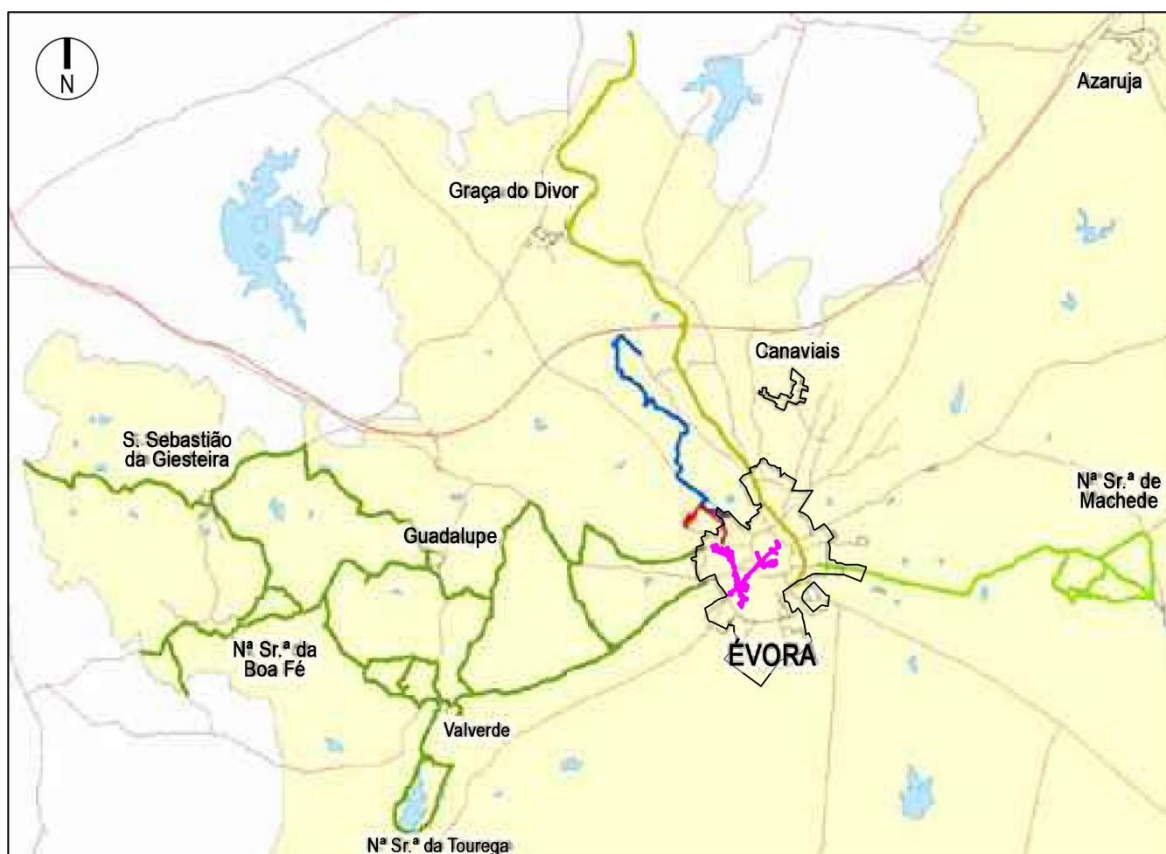 N
Azaruja
Graça do Divor
Canaviais
S. Sebastião
da Giesteira
Nª Sr.ª de
Machede
Guadalupe
Nª Sr.ª da
Boa Fé
ÉVORA
Valverde
Nª Sr.ª da Tourega